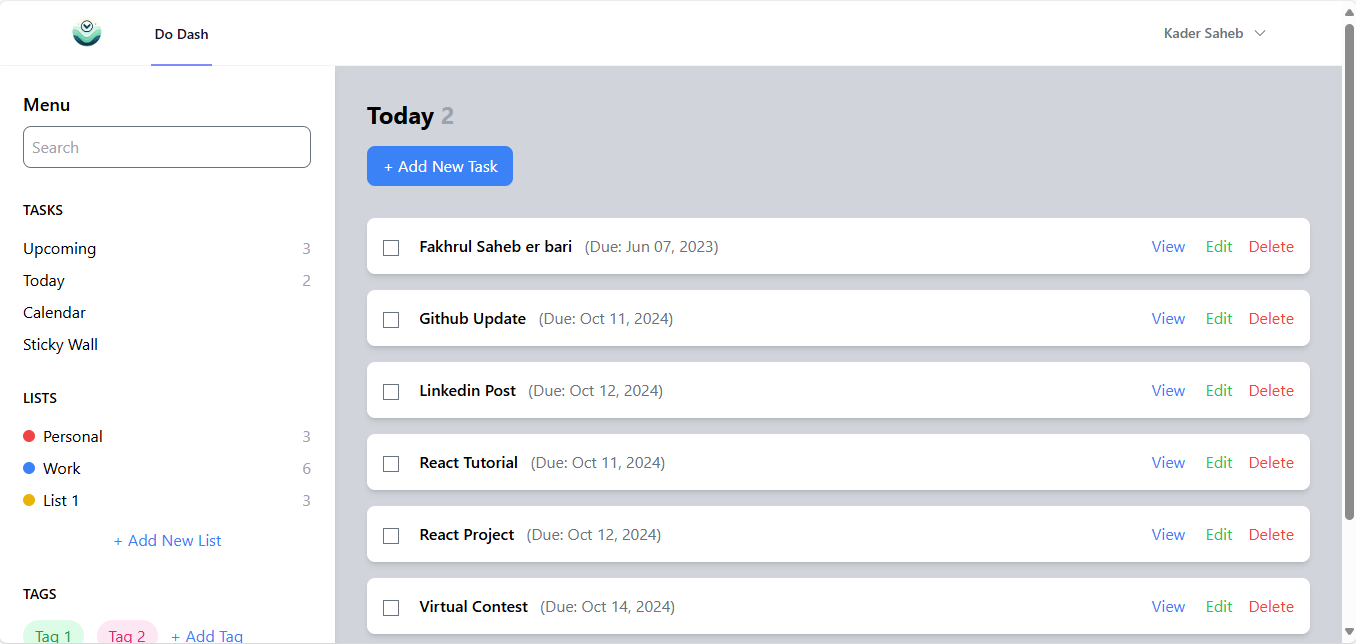 Do Dash
Kader Saheb
Menu
Search
TASKS
Upcoming 3
Today 2
Calendar
Sticky Wall
LISTS
Personal 3
Work 6
List 1 3
+ Add New List
TAGS
Tag 1 Tag 2 + Add Tag
Today 2
+ Add New Task
Fakhrul Saheb er bari (Due: Jun 07, 2023) View Edit Delete
Github Update (Due: Oct 11, 2024) View Edit Delete
Linkedin Post (Due: Oct 12, 2024) View Edit Delete
React Tutorial (Due: Oct 11, 2024) View Edit Delete
React Project (Due: Oct 12, 2024) View Edit Delete
Virtual Contest (Due: Oct 14, 2024) View Edit Delete